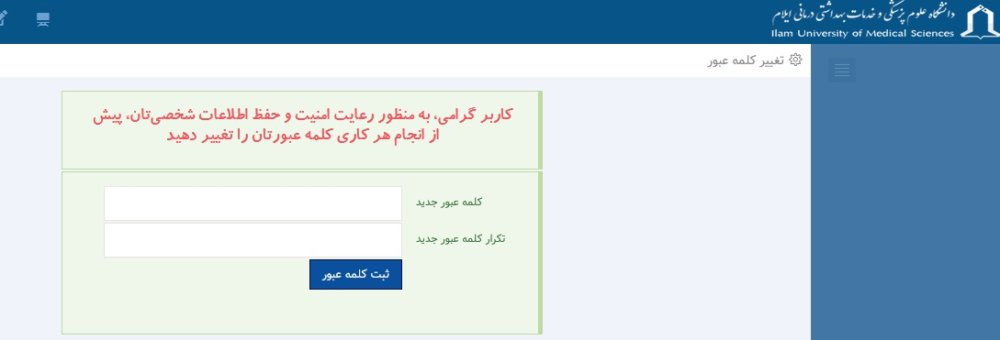 دانشگاه علوم پزشکی و خدمات بهداشتی درمانی ایلام
Ilam University of Medical Sciences
تغییر کلمه عبور
کاربر گرامی، به منظور رعایت امنیت و حفظ اطلاعات شخصی‌تان، پیش
از انجام هر کاری کلمه عبورتان را تغییر دهید
کلمه عبور جدید
تکرار کلمه عبور جدید
ثبت کلمه عبور